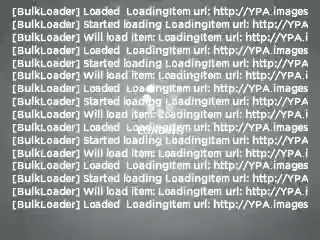 [BulkLoader] Loaded  LoadingItem url: http://YPA.images
[BulkLoader] Started loading LoadingItem url: http://YPA
[BulkLoader] Will load item: LoadingItem url: http://YPA.i
[BulkLoader] Loaded  LoadingItem url: http://YPA.images
[BulkLoader] Started loading LoadingItem url: http://YPA
[BulkLoader] Will load item: LoadingItem url: http://YPA.i
[BulkLoader] Loaded  LoadingItem url: http://YPA.images
[BulkLoader] Started loading LoadingItem url: http://YPA
[BulkLoader] Will load item: LoadingItem url: http://YPA.i
[BulkLoader] Loaded  LoadingItem url: http://YPA.images
LOADING
[BulkLoader] Started loading LoadingItem url: http://YPA
[BulkLoader] Will load item: LoadingItem url: http://YPA.i
[BulkLoader] Loaded  LoadingItem url: http://YPA.images
[BulkLoader] Started loading LoadingItem url: http://YPA
[BulkLoader] Will load item: LoadingItem url: http://YPA.i
[BulkLoader] Loaded  LoadingItem url: http://YPA.images